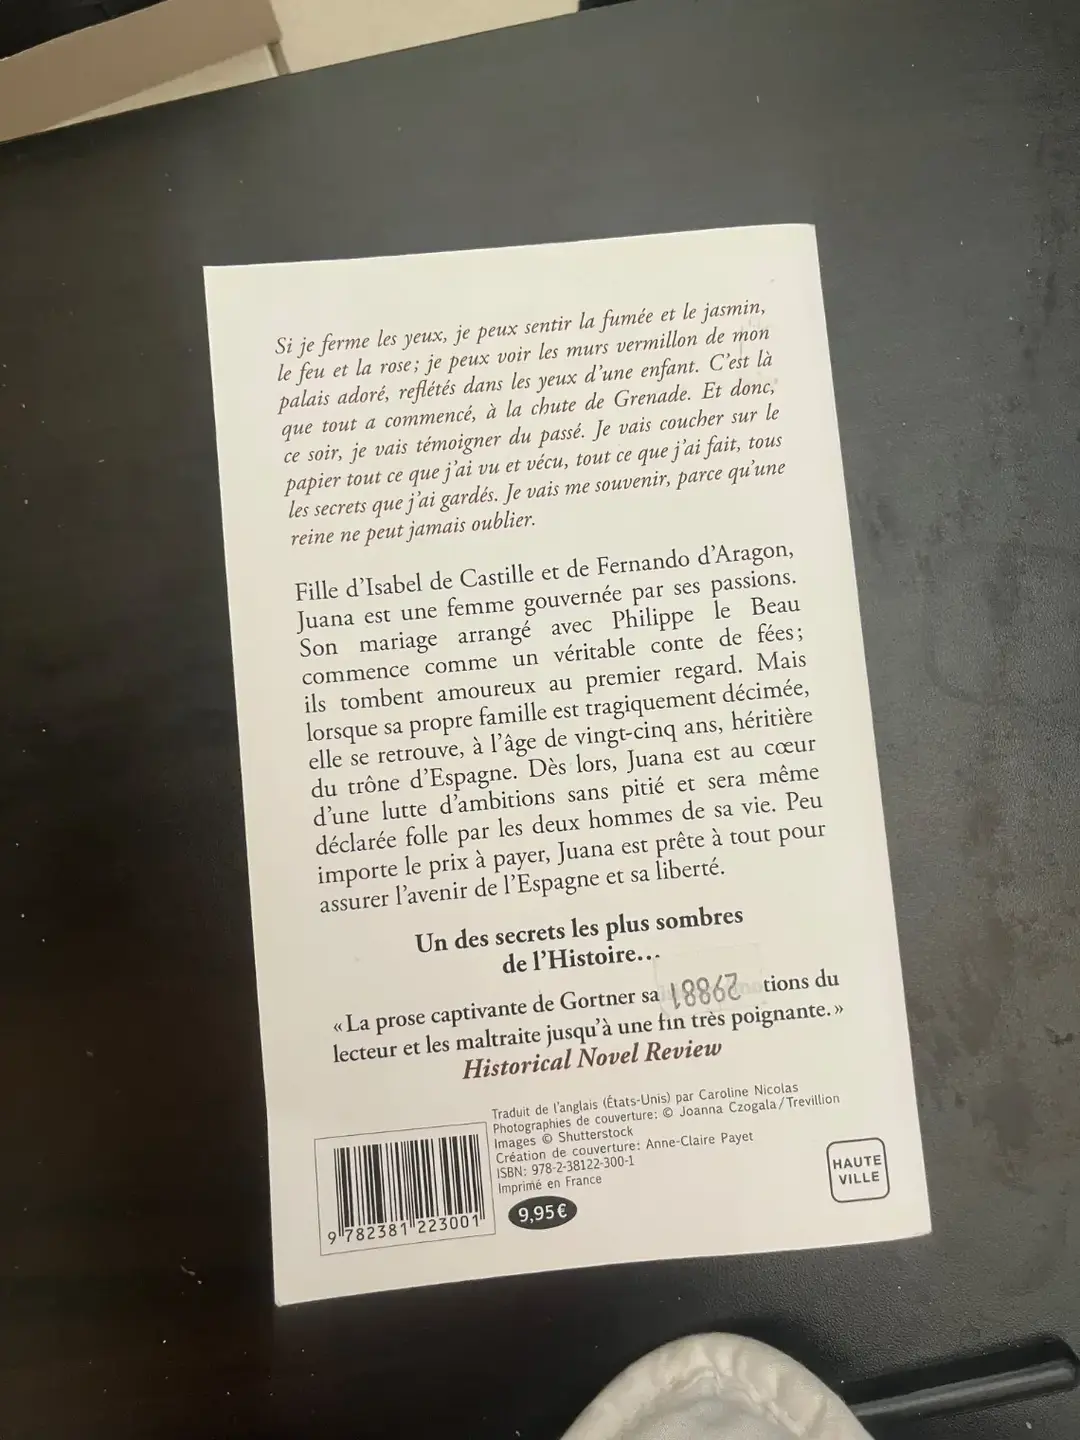 Si je ferme les yeux, je peux sentir la fumée et le jasmin,
le feu et la rose ; je peux voir les murs vermillon de mon
palais adoré, reflétés dans les yeux d'une enfant. C'est là
que tout a commencé, à la chute de Grenade. Et donc,
ce soir, je vais témoigner du passé. Je vais coucher sur le
papier tout ce que j'ai vu et vécu, tout ce que j'ai fait, tous
les secrets que j'ai gardés. Je vais me souvenir, parce qu'une
reine ne peut jamais oublier.
Fille d'Isabel de Castille et de Fernando d'Aragon,
Juana est une femme gouvernée par ses passions.
Son mariage arrangé avec Philippe le Beau
commence comme un véritable conte de fées ;
ils tombent amoureux au premier regard. Mais
lorsque sa propre famille est tragiquement décimée,
elle se retrouve, à l'âge de vingt-cinq ans, héritière
du trône d'Espagne. Dès lors, Juana est au cœur
d'une lutte d'ambitions sans pitié et sera même
déclarée folle par les deux hommes de sa vie. Peu
importe le prix à payer, Juana est prête à tout pour
assurer l'avenir de l'Espagne et sa liberté.
Un des secrets les plus sombres
de l'Histoire...
« La prose captivante de Gortner sa tions du
lecteur et les maltraite jusqu'à une fin très poignante. »
Historical Novel Review
Traduit de l'anglais (États-Unis) par Caroline Nicolas
Photographies de couverture : © Joanna Czogala / Trevillion
Images © Shutterstock
Création de couverture : Anne-Claire Payet
ISBN : 978-2-38122-300-1
Imprimé en France
9,95 €
9 782381 223001
HAUTE
VILLE